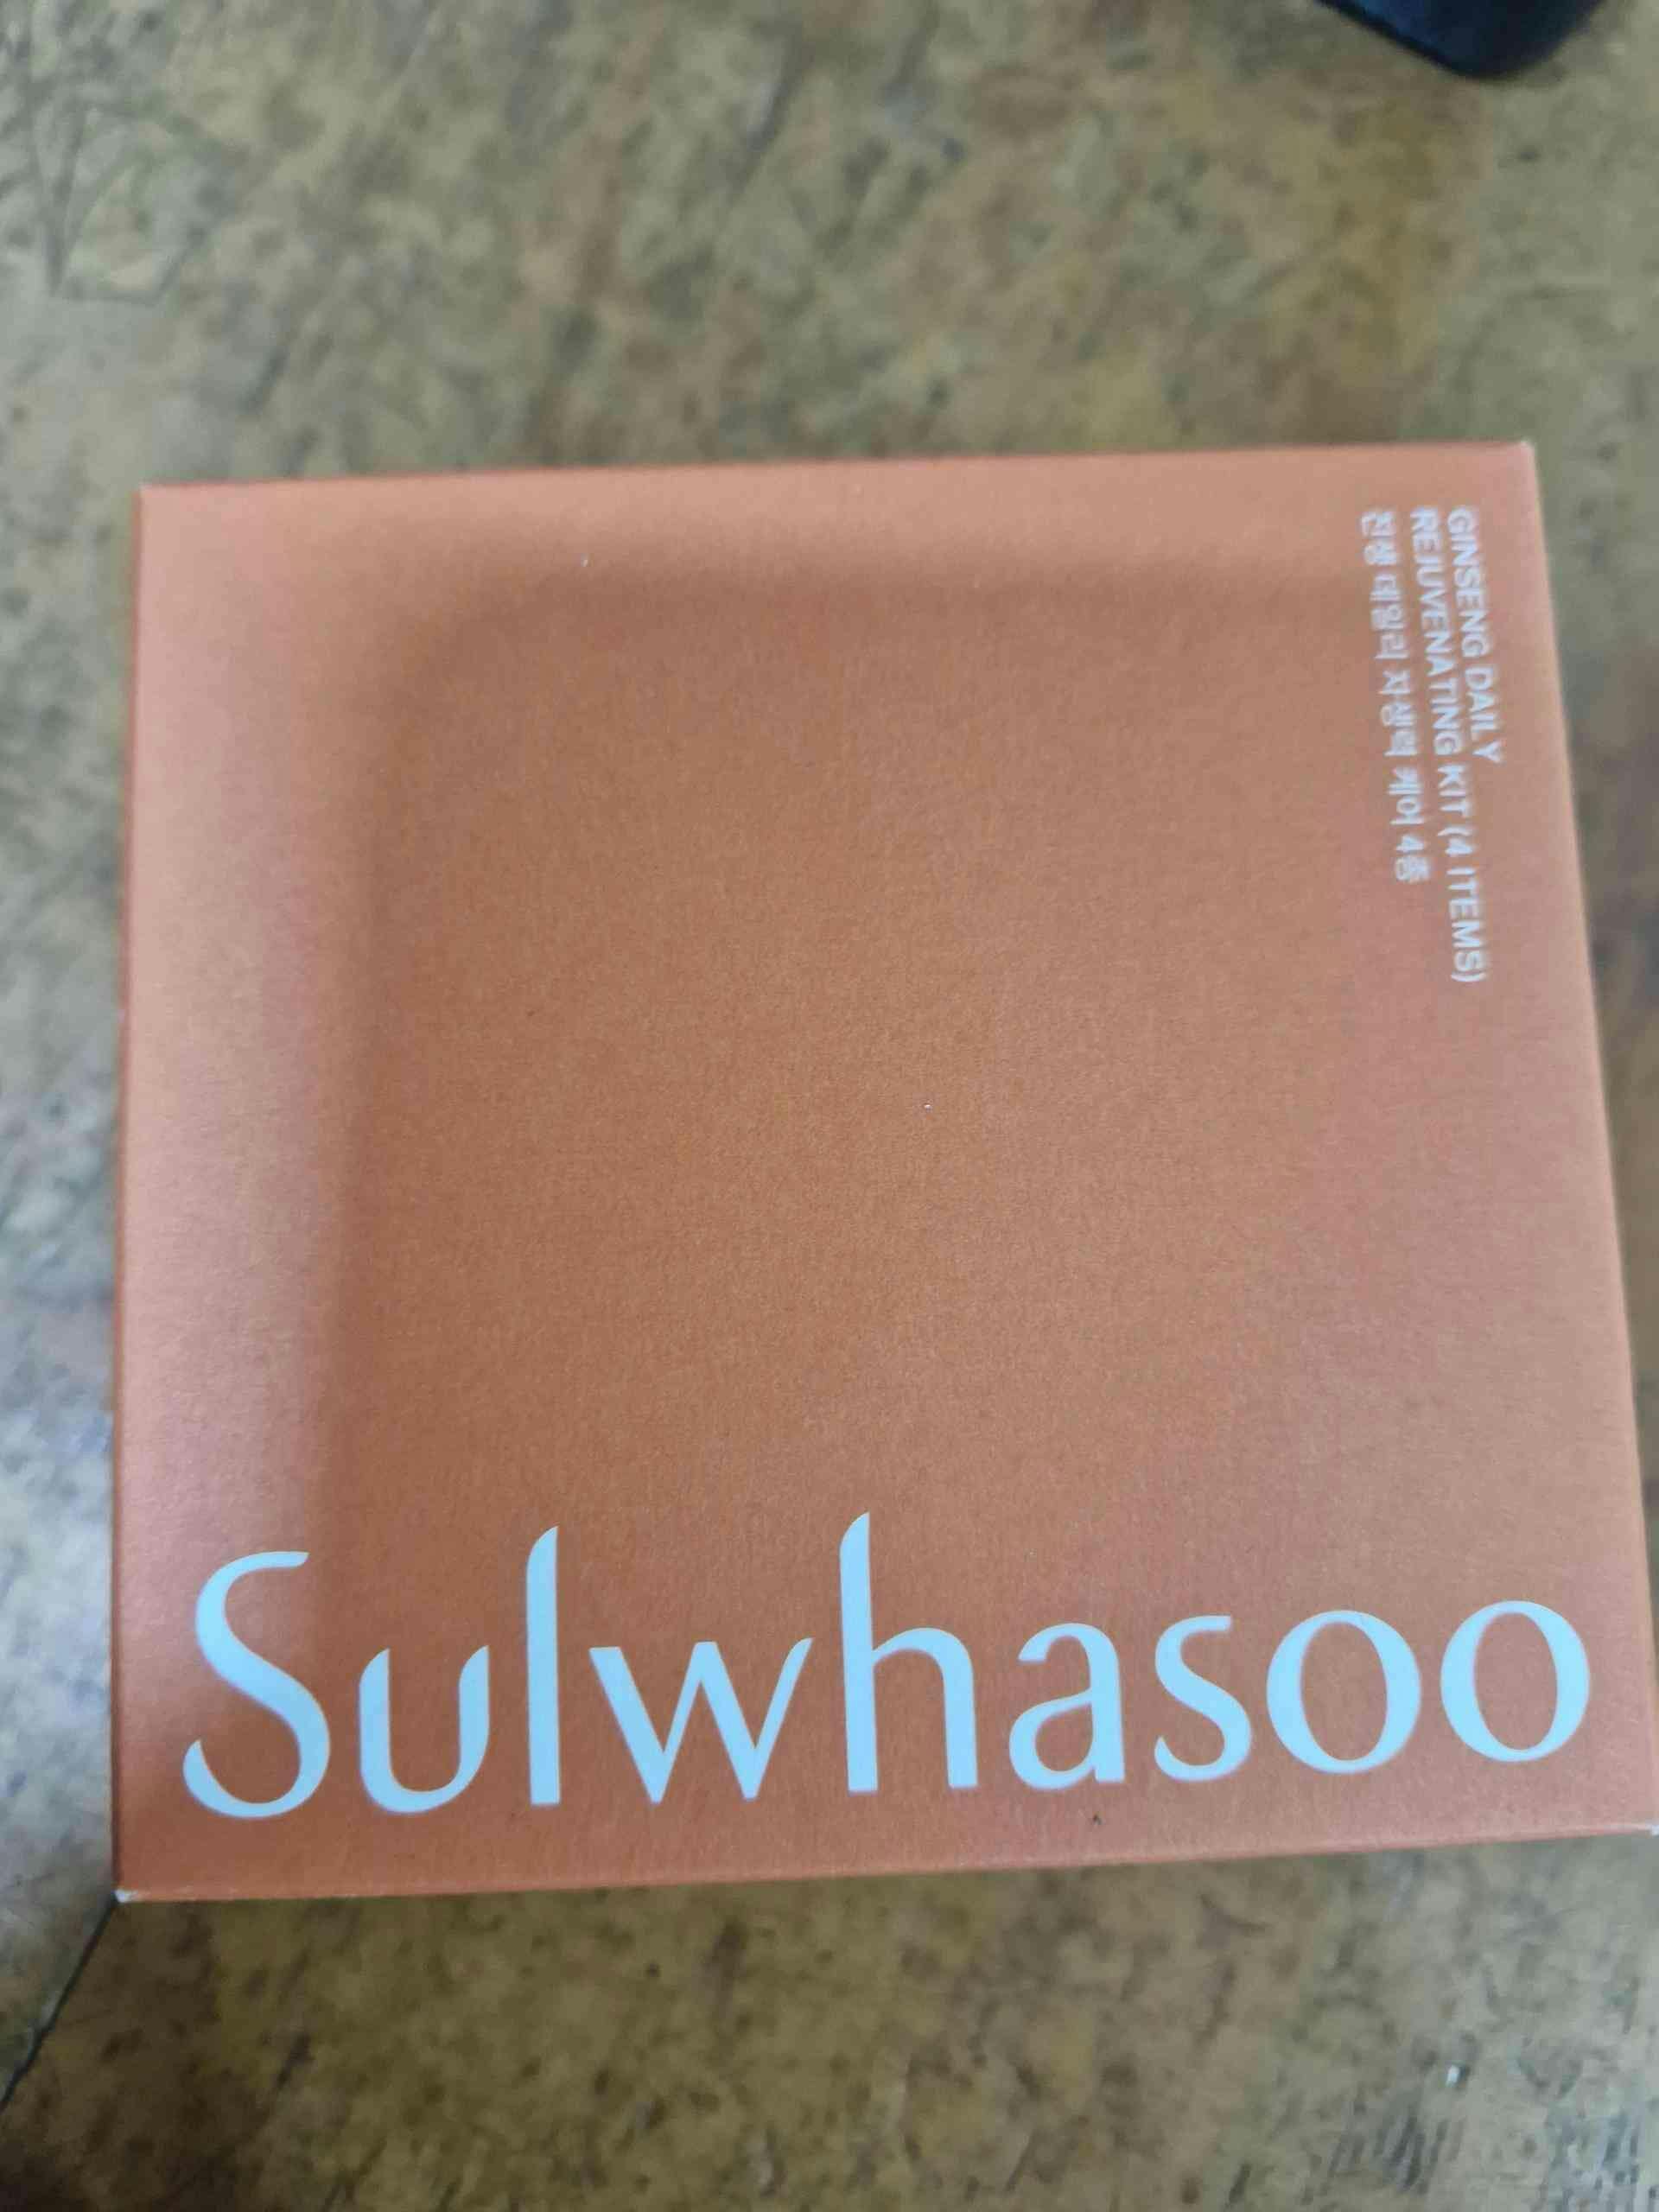 GINSENG DAILY
REJUVENATING KIT (4 ITEMS)
진생 데일리 자생력 케어 4종
Sulwhasoo